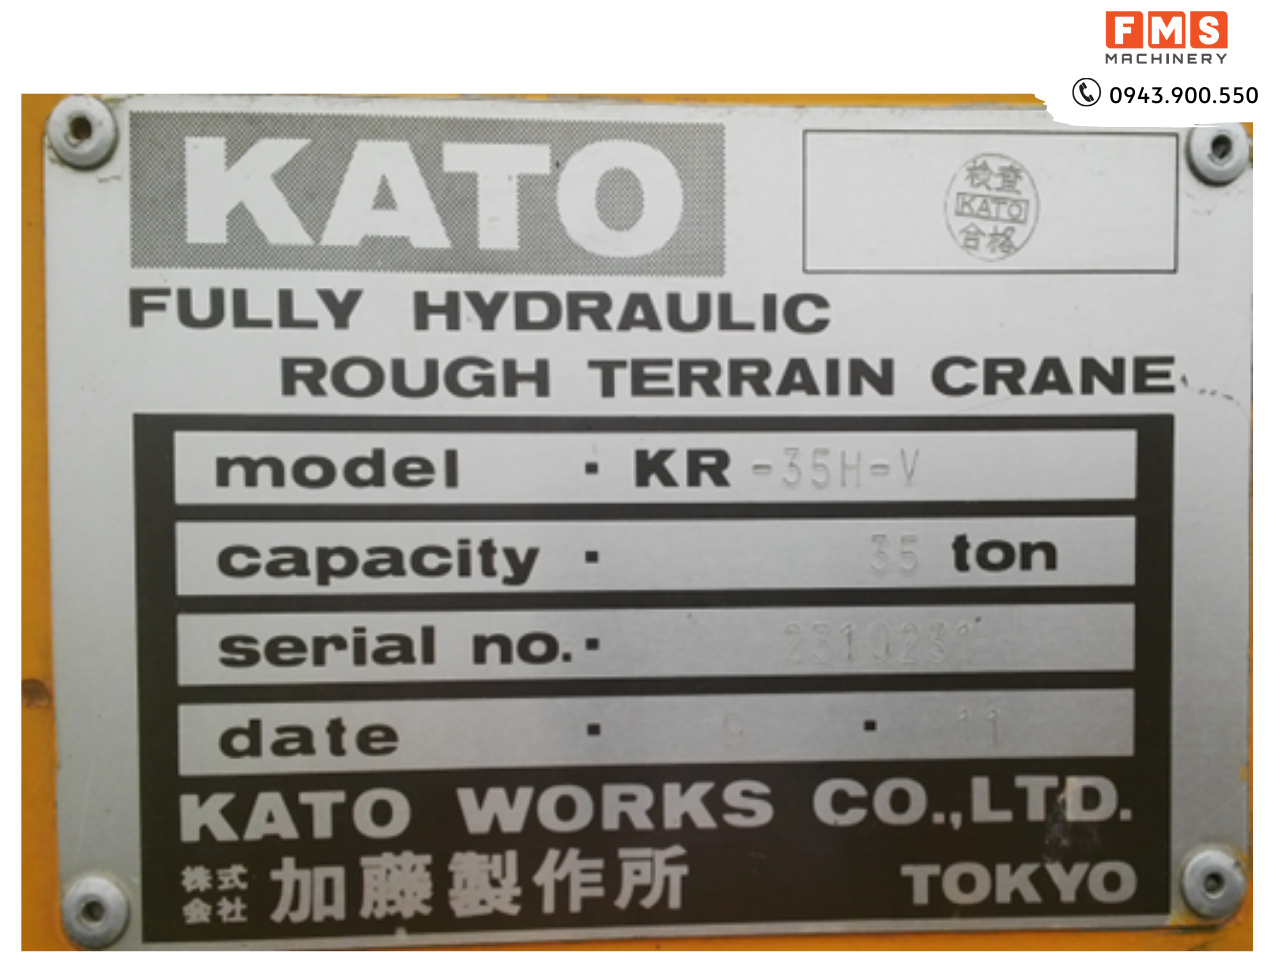 FMS
MACHINERY
0943.900.550
KATO
検査
KATO
合格
FULLY HYDRAULIC
ROUGH TERRAIN CRANE
model · KR -35H-V
capacity · 35 ton
serial no. ·
date · · 11
KATO WORKS CO.,LTD.
株式会社 加藤製作所 TOKYO